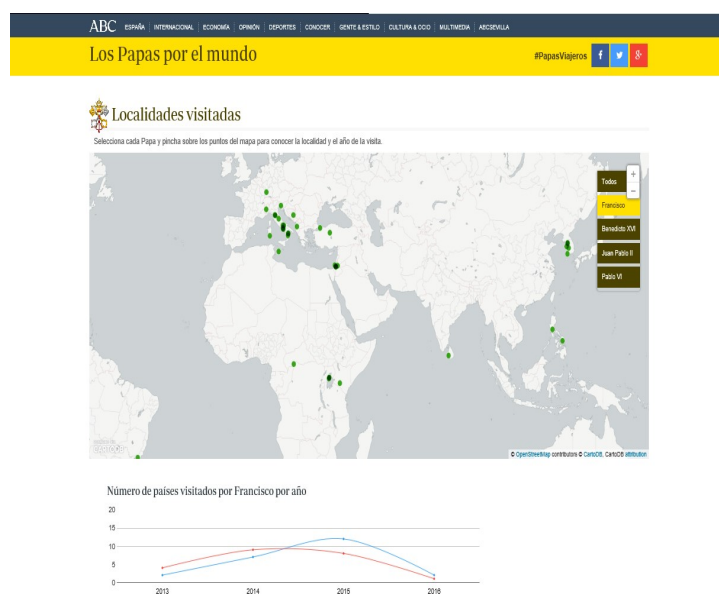 ABC ESPAÑA INTERNACIONAL ECONOMÍA OPINIÓN DEPORTES CONOCER GENTE & ESTILO CULTURA & OCIO MULTIMEDIA ABCSEVILLA
Los Papas por el mundo
#PapasViajeros
Localidades visitadas
Selecciona cada Papa y pincha sobre los puntos del mapa para conocer la localidad y el año de la visita.
+
−
Todos
Francisco
Benedicto XVI
Juan Pablo II
Pablo VI
© OpenStreetMap contributors © CartoDB, CartoDB attribution
Número de países visitados por Francisco por año
20
15
10
5
0
2013 2014 2015 2016